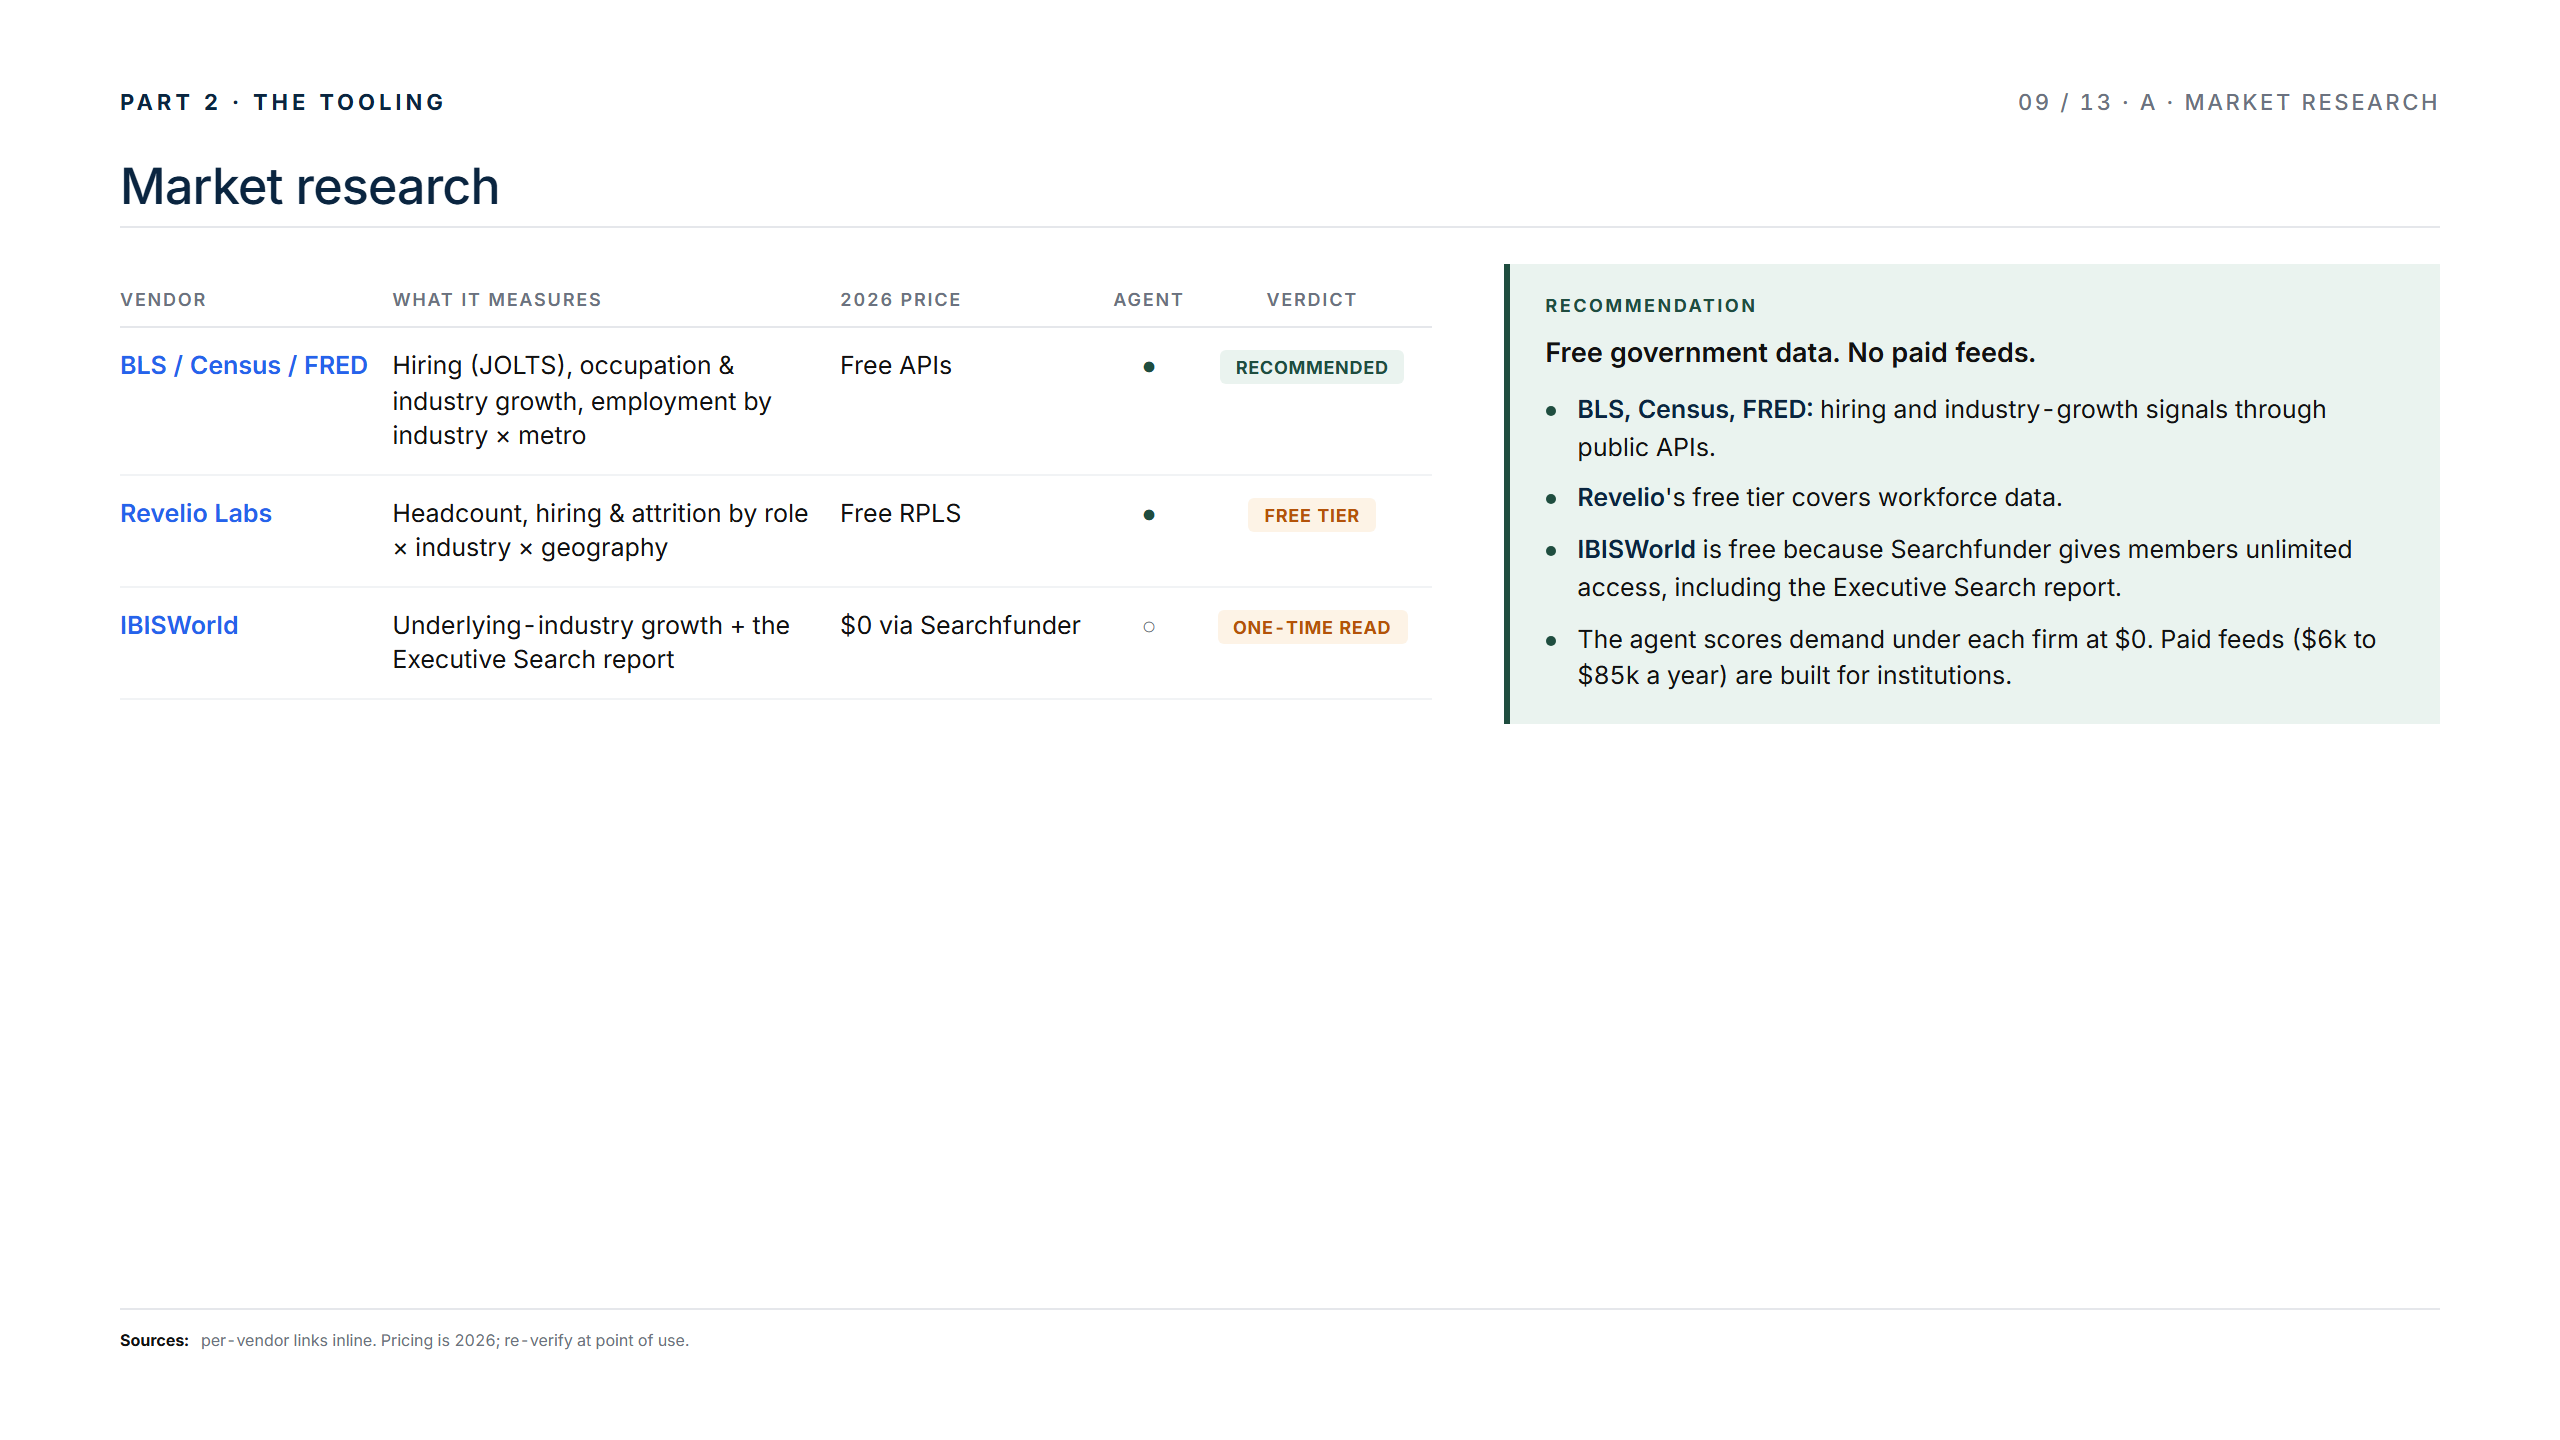 PART 2 · THE TOOLING
09 / 13 · A · MARKET RESEARCH
Market research
VENDOR WHAT IT MEASURES 2026 PRICE AGENT VERDICT
BLS / Census / FRED Hiring (JOLTS), occupation & Free APIs ● RECOMMENDED
industry growth, employment by
industry × metro
Revelio Labs Headcount, hiring & attrition by role Free RPLS ● FREE TIER
× industry × geography
IBISWorld Underlying-industry growth + the $0 via Searchfunder ○ ONE-TIME READ
Executive Search report
RECOMMENDATION
Free government data. No paid feeds.
● BLS, Census, FRED: hiring and industry-growth signals through
public APIs.
● Revelio's free tier covers workforce data.
● IBISWorld is free because Searchfunder gives members unlimited
access, including the Executive Search report.
● The agent scores demand under each firm at $0. Paid feeds ($6k to
$85k a year) are built for institutions.
Sources: per-vendor links inline. Pricing is 2026; re-verify at point of use.